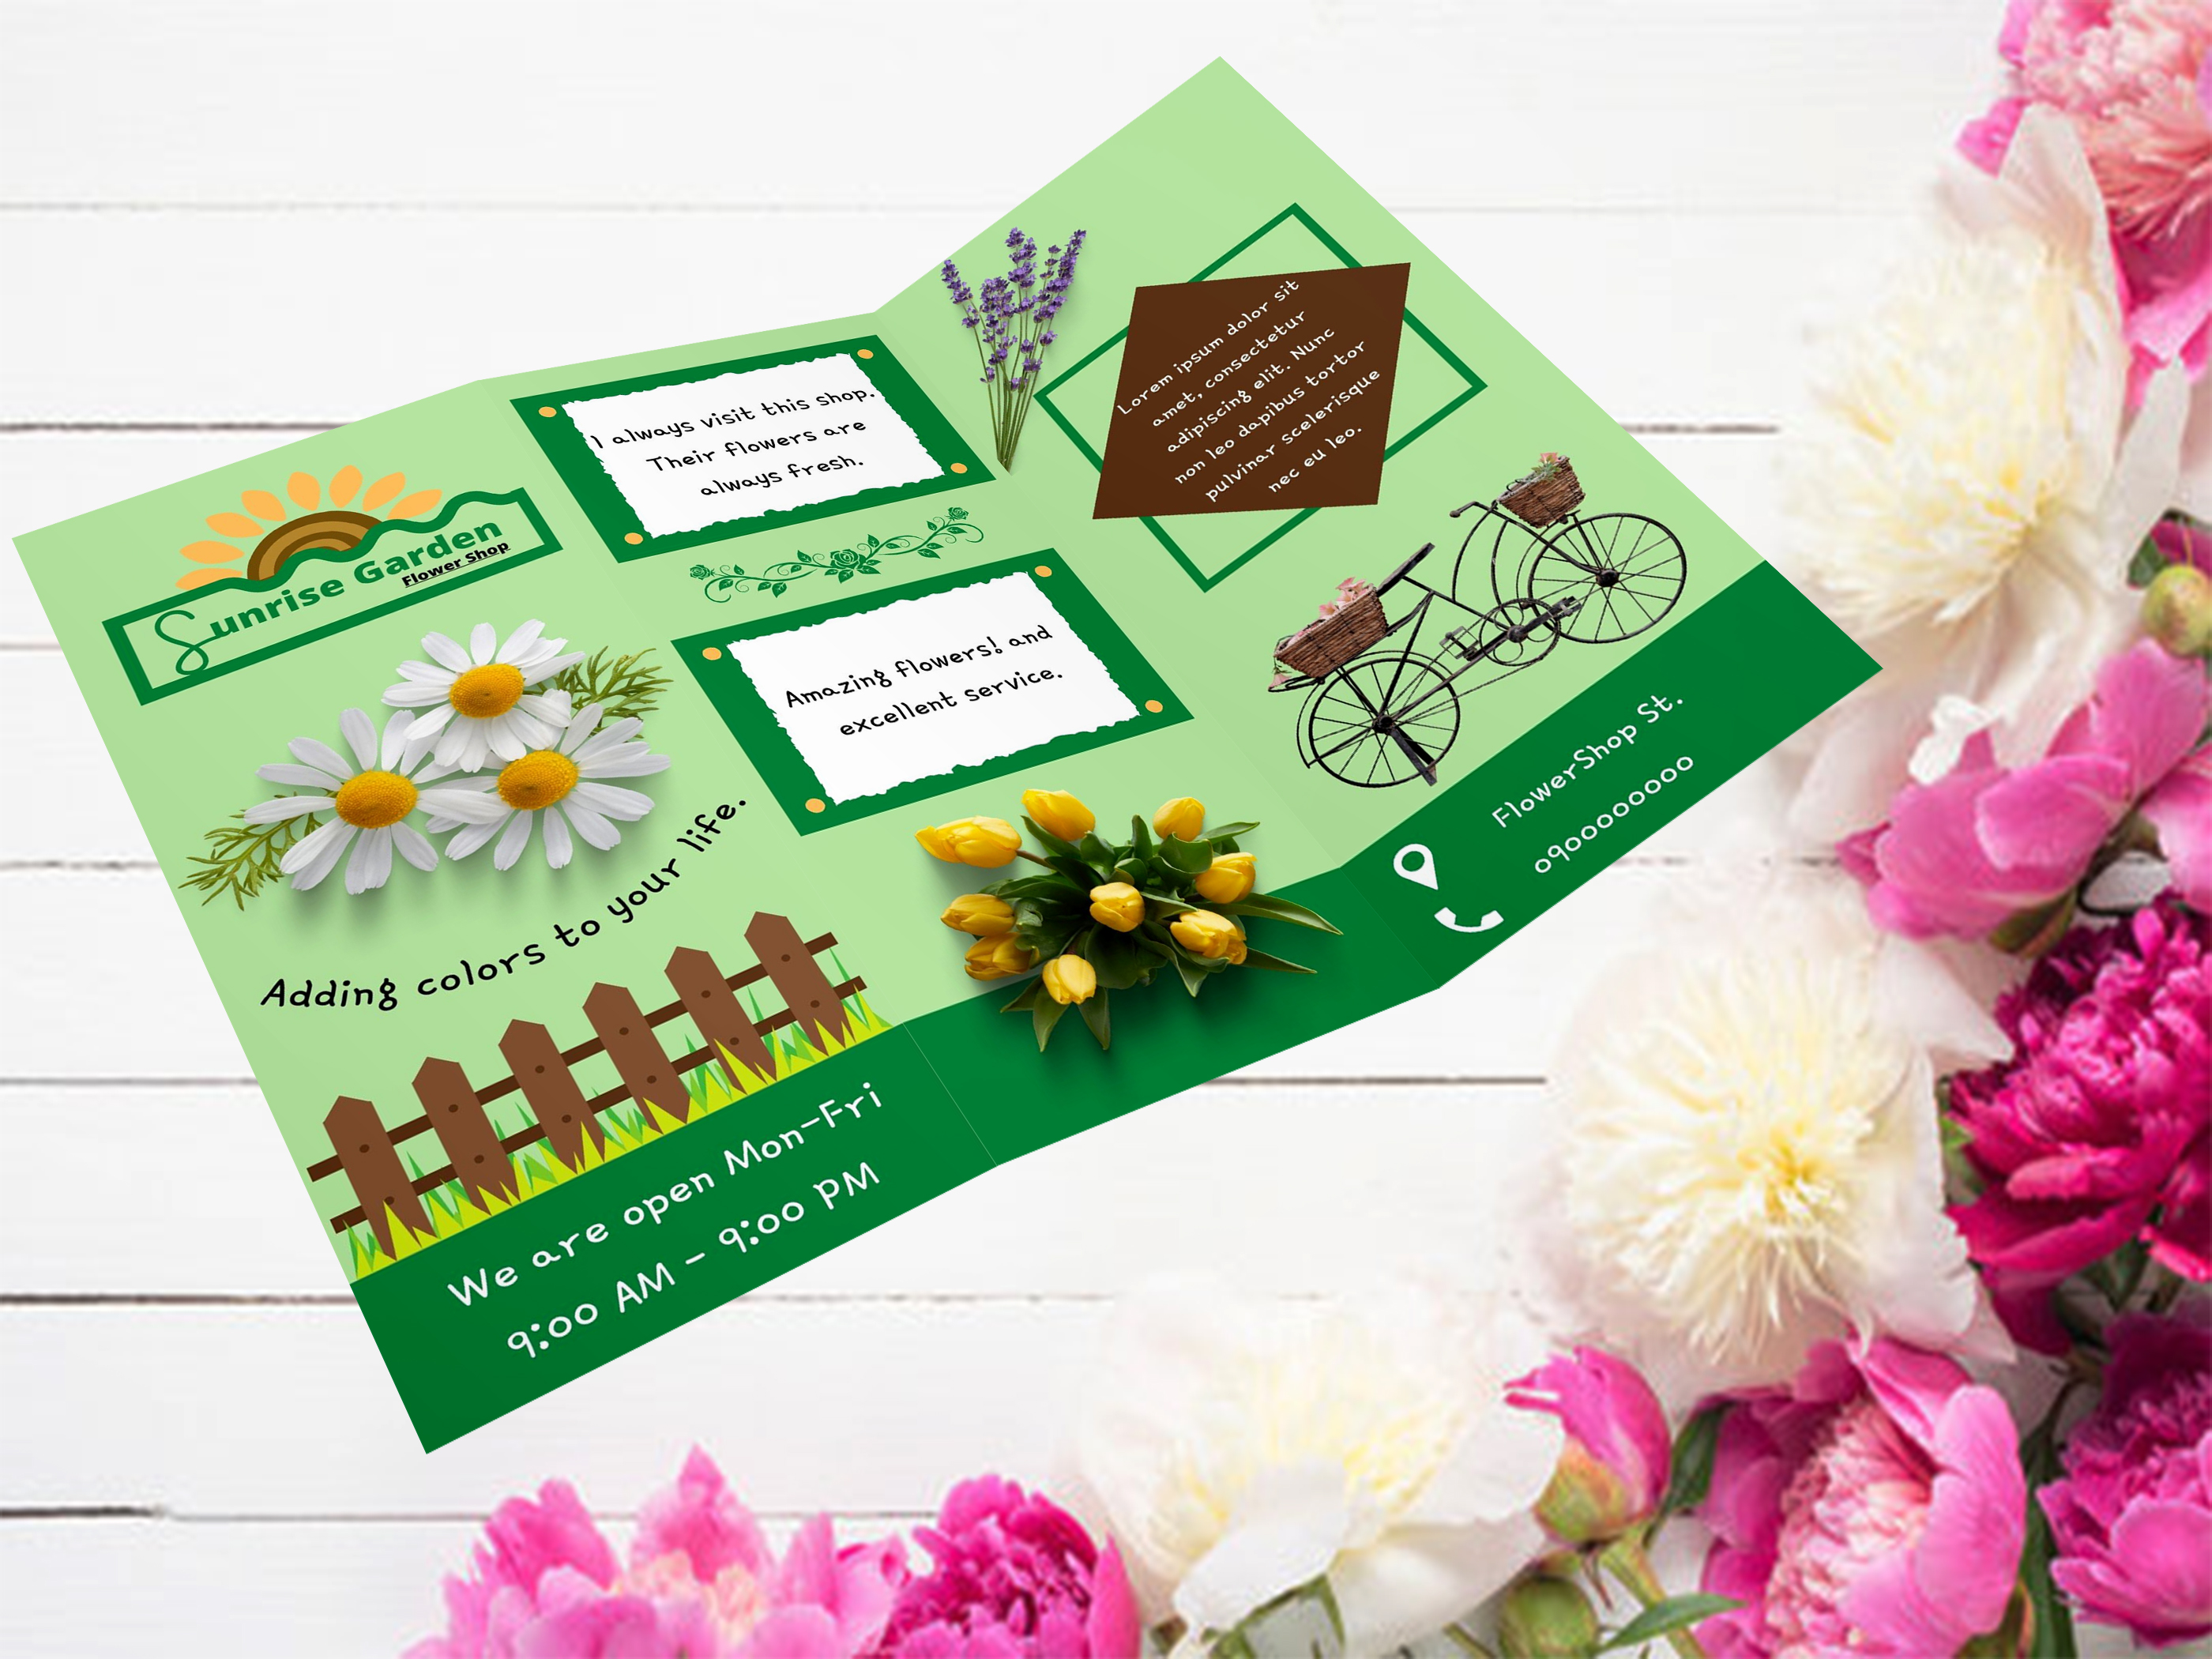 Sunrise Garden
Flower Shop
Adding colors to your life.
We are open Mon-Fri
9:00 AM - 9:00 PM
I always visit this shop.
Their flowers are
always fresh.
Amazing flowers! and
excellent service.
Lorem ipsum dolor sit
amet, consectetur
adipiscing elit. Nunc
non leo dapibus tortor
pulvinar scelerisque
nec eu leo.
FlowerShop St.
0900000000